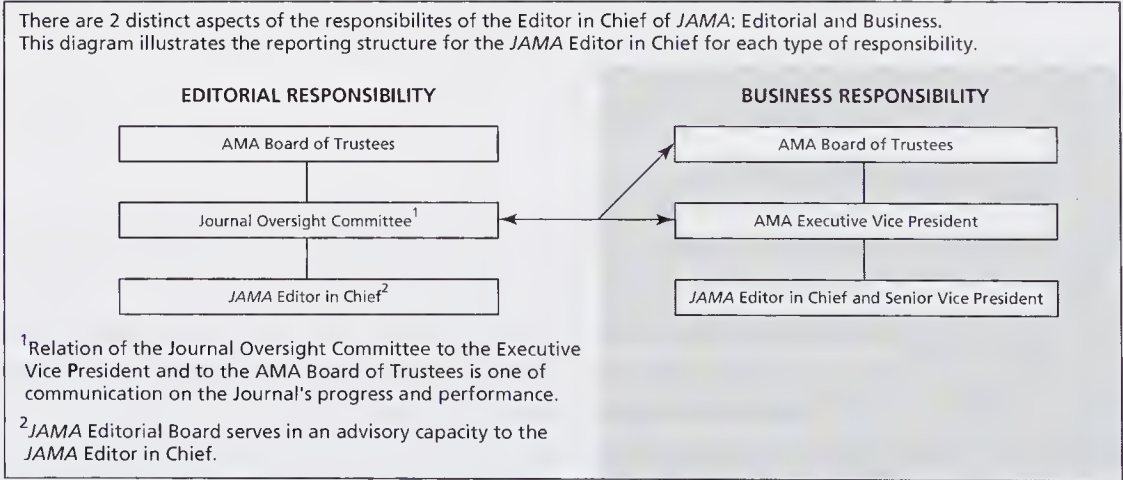 There are 2 distinct aspects of the responsibilites of the Editor in Chief of JAMA: Editorial and Business.
This diagram illustrates the reporting structure for the JAMA Editor in Chief for each type of responsibility.
EDITORIAL RESPONSIBILITY
AMA Board of Trustees
Journal Oversight Committee¹
JAMA Editor in Chief²
BUSINESS RESPONSIBILITY
AMA Board of Trustees
AMA Executive Vice President
JAMA Editor in Chief and Senior Vice President
¹Relation of the Journal Oversight Committee to the Executive
Vice President and to the AMA Board of Trustees is one of
communication on the Journal's progress and performance.
²JAMA Editorial Board serves in an advisory capacity to the
JAMA Editor in Chief.